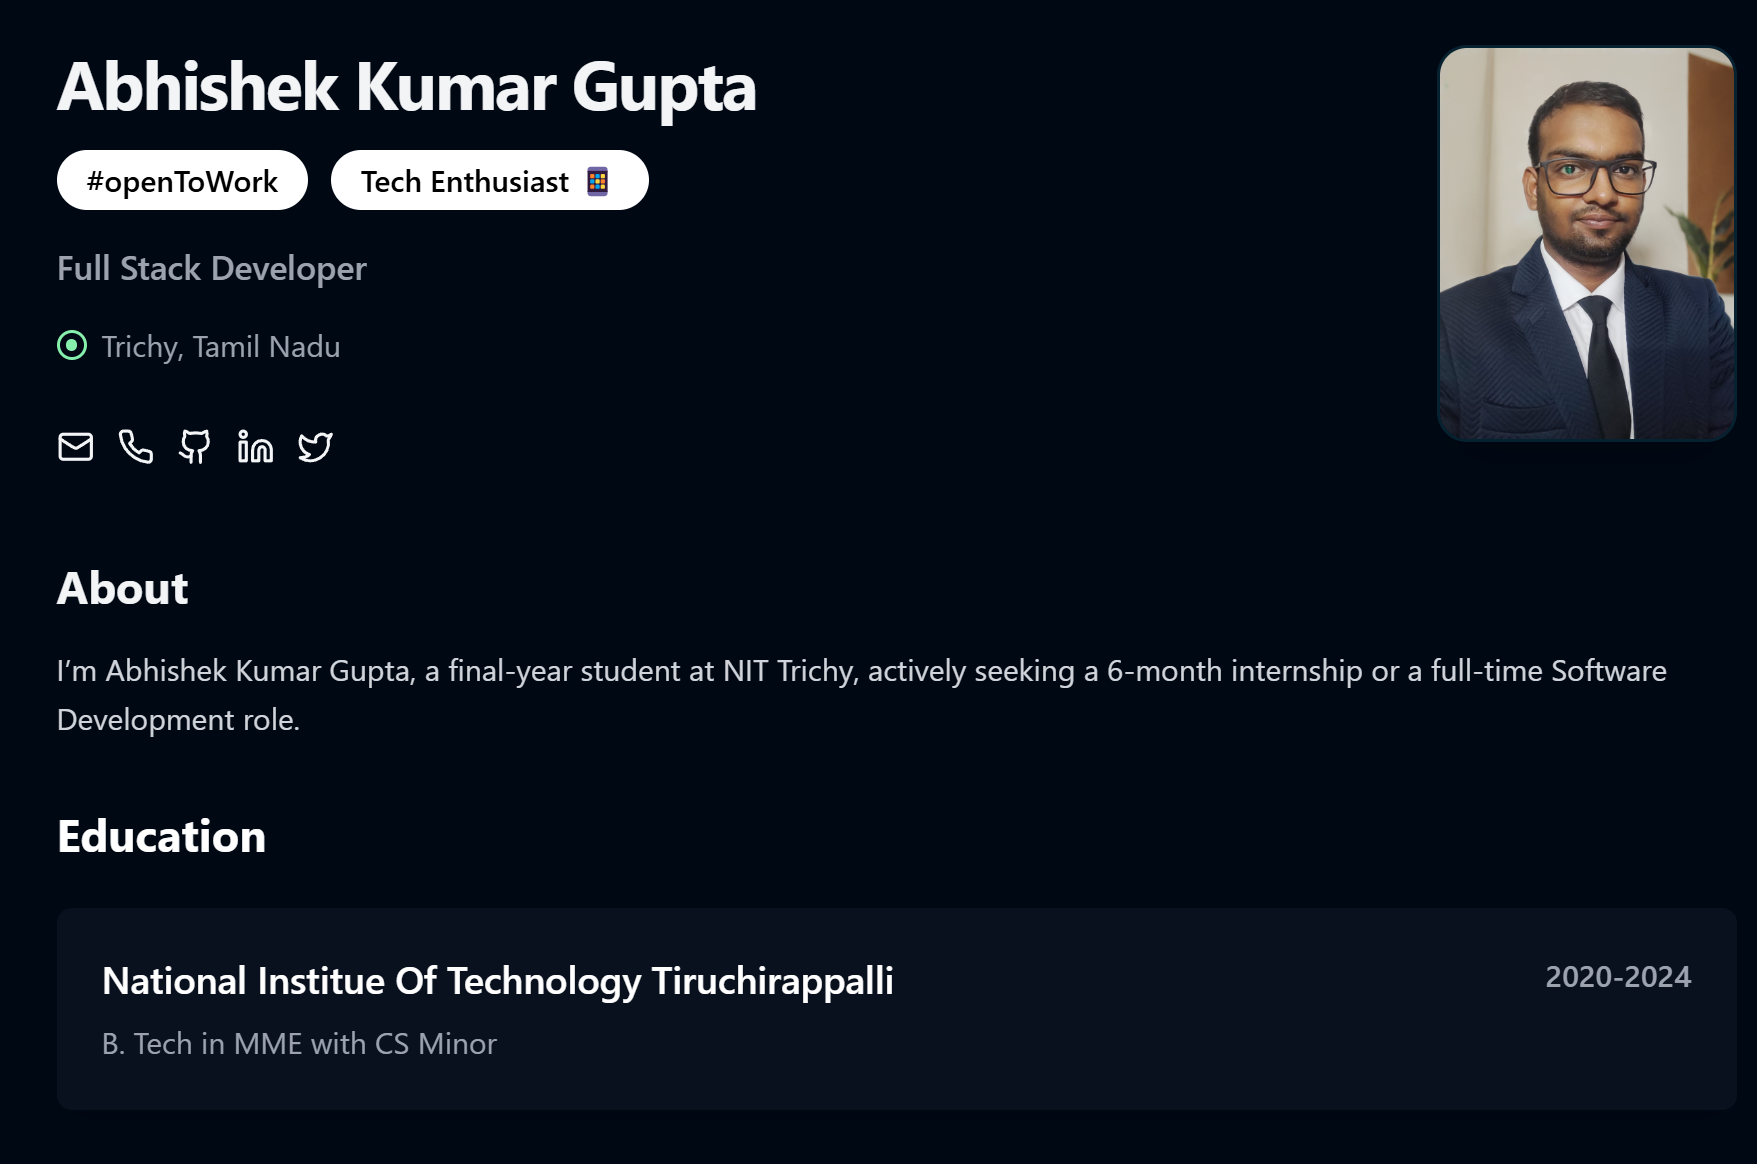 Abhishek Kumar Gupta
#openToWork
Tech Enthusiast
Full Stack Developer
Trichy, Tamil Nadu
About
I’m Abhishek Kumar Gupta, a final-year student at NIT Trichy, actively seeking a 6-month internship or a full-time Software
Development role.
Education
National Institue Of Technology Tiruchirappalli
2020-2024
B. Tech in MME with CS Minor